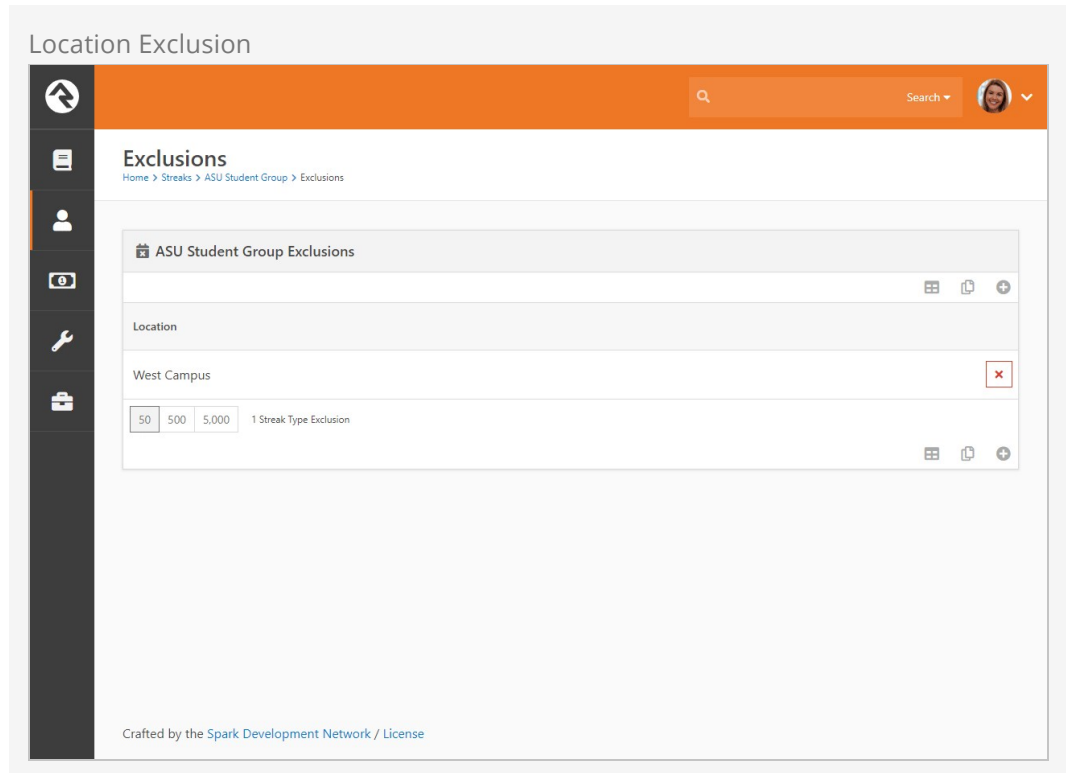 Location Exclusion
Search
Exclusions
Home > Streaks > ASU Student Group > Exclusions
ASU Student Group Exclusions
Location
West Campus
50 500 5,000 1 Streak Type Exclusion
Crafted by the Spark Development Network / License